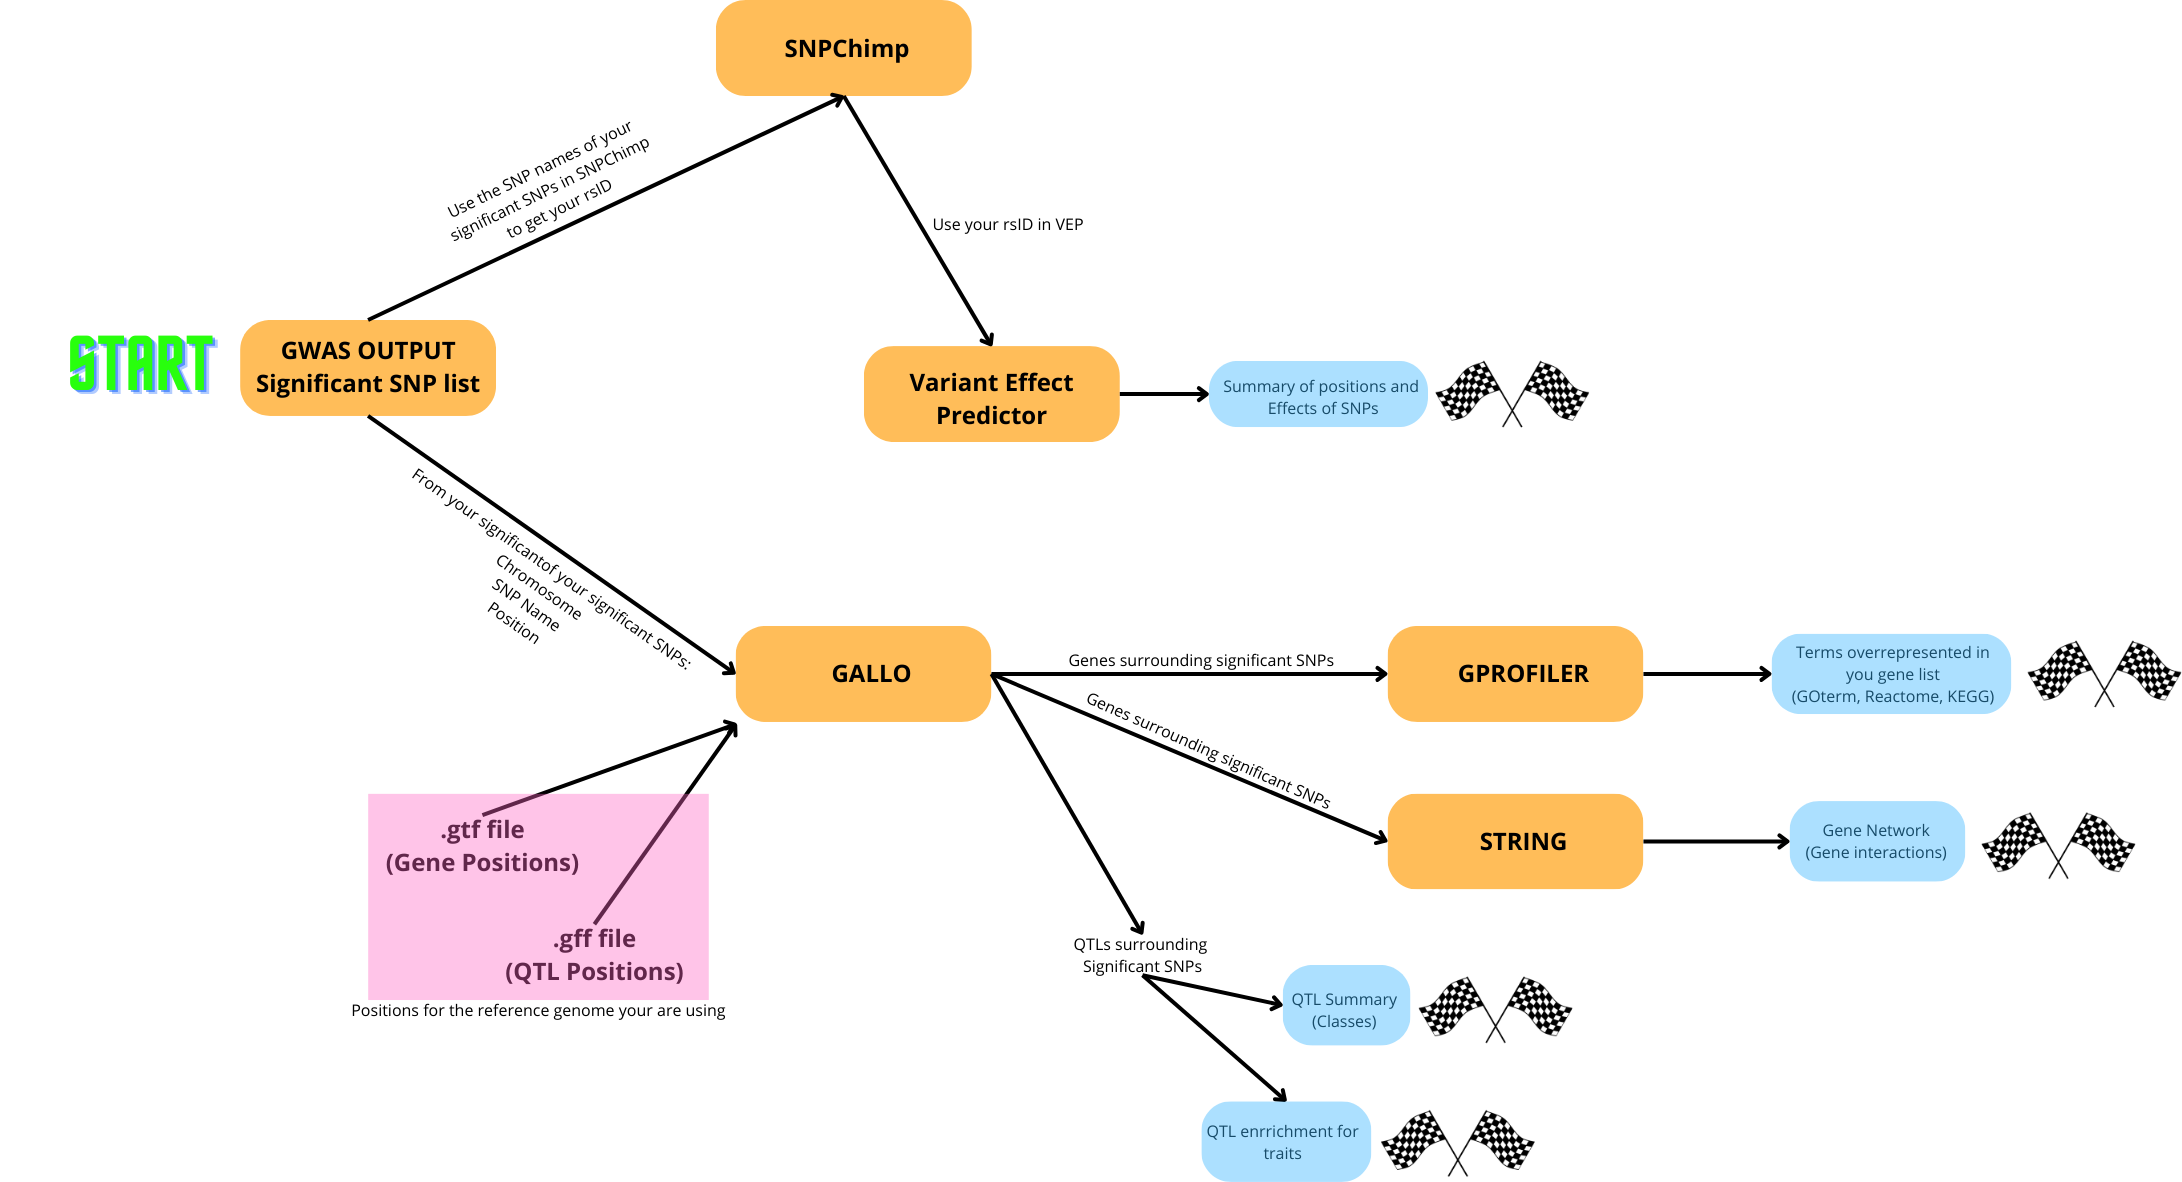 SNPChimp
Use the SNP names of your
significant SNPs in SNPChimp
to get your rsID
Use your rsID in VEP
START
GWAS OUTPUT
Significant SNP list
Variant Effect
Predictor
Summary of positions and
Effects of SNPs
From your significantof your significant SNPs:
Chromosome
SNP Name
Position
GALLO
Genes surrounding significant SNPs
GPROFILER
Terms overrepresented in
you gene list
(GOterm, Reactome, KEGG)
Genes surrounding significant SNPs
STRING
Gene Network
(Gene interactions)
.gtf file
(Gene Positions)
.gff file
(QTL Positions)
Positions for the reference genome your are using
QTLs surrounding
Significant SNPs
QTL Summary
(Classes)
QTL enrrichment for
traits